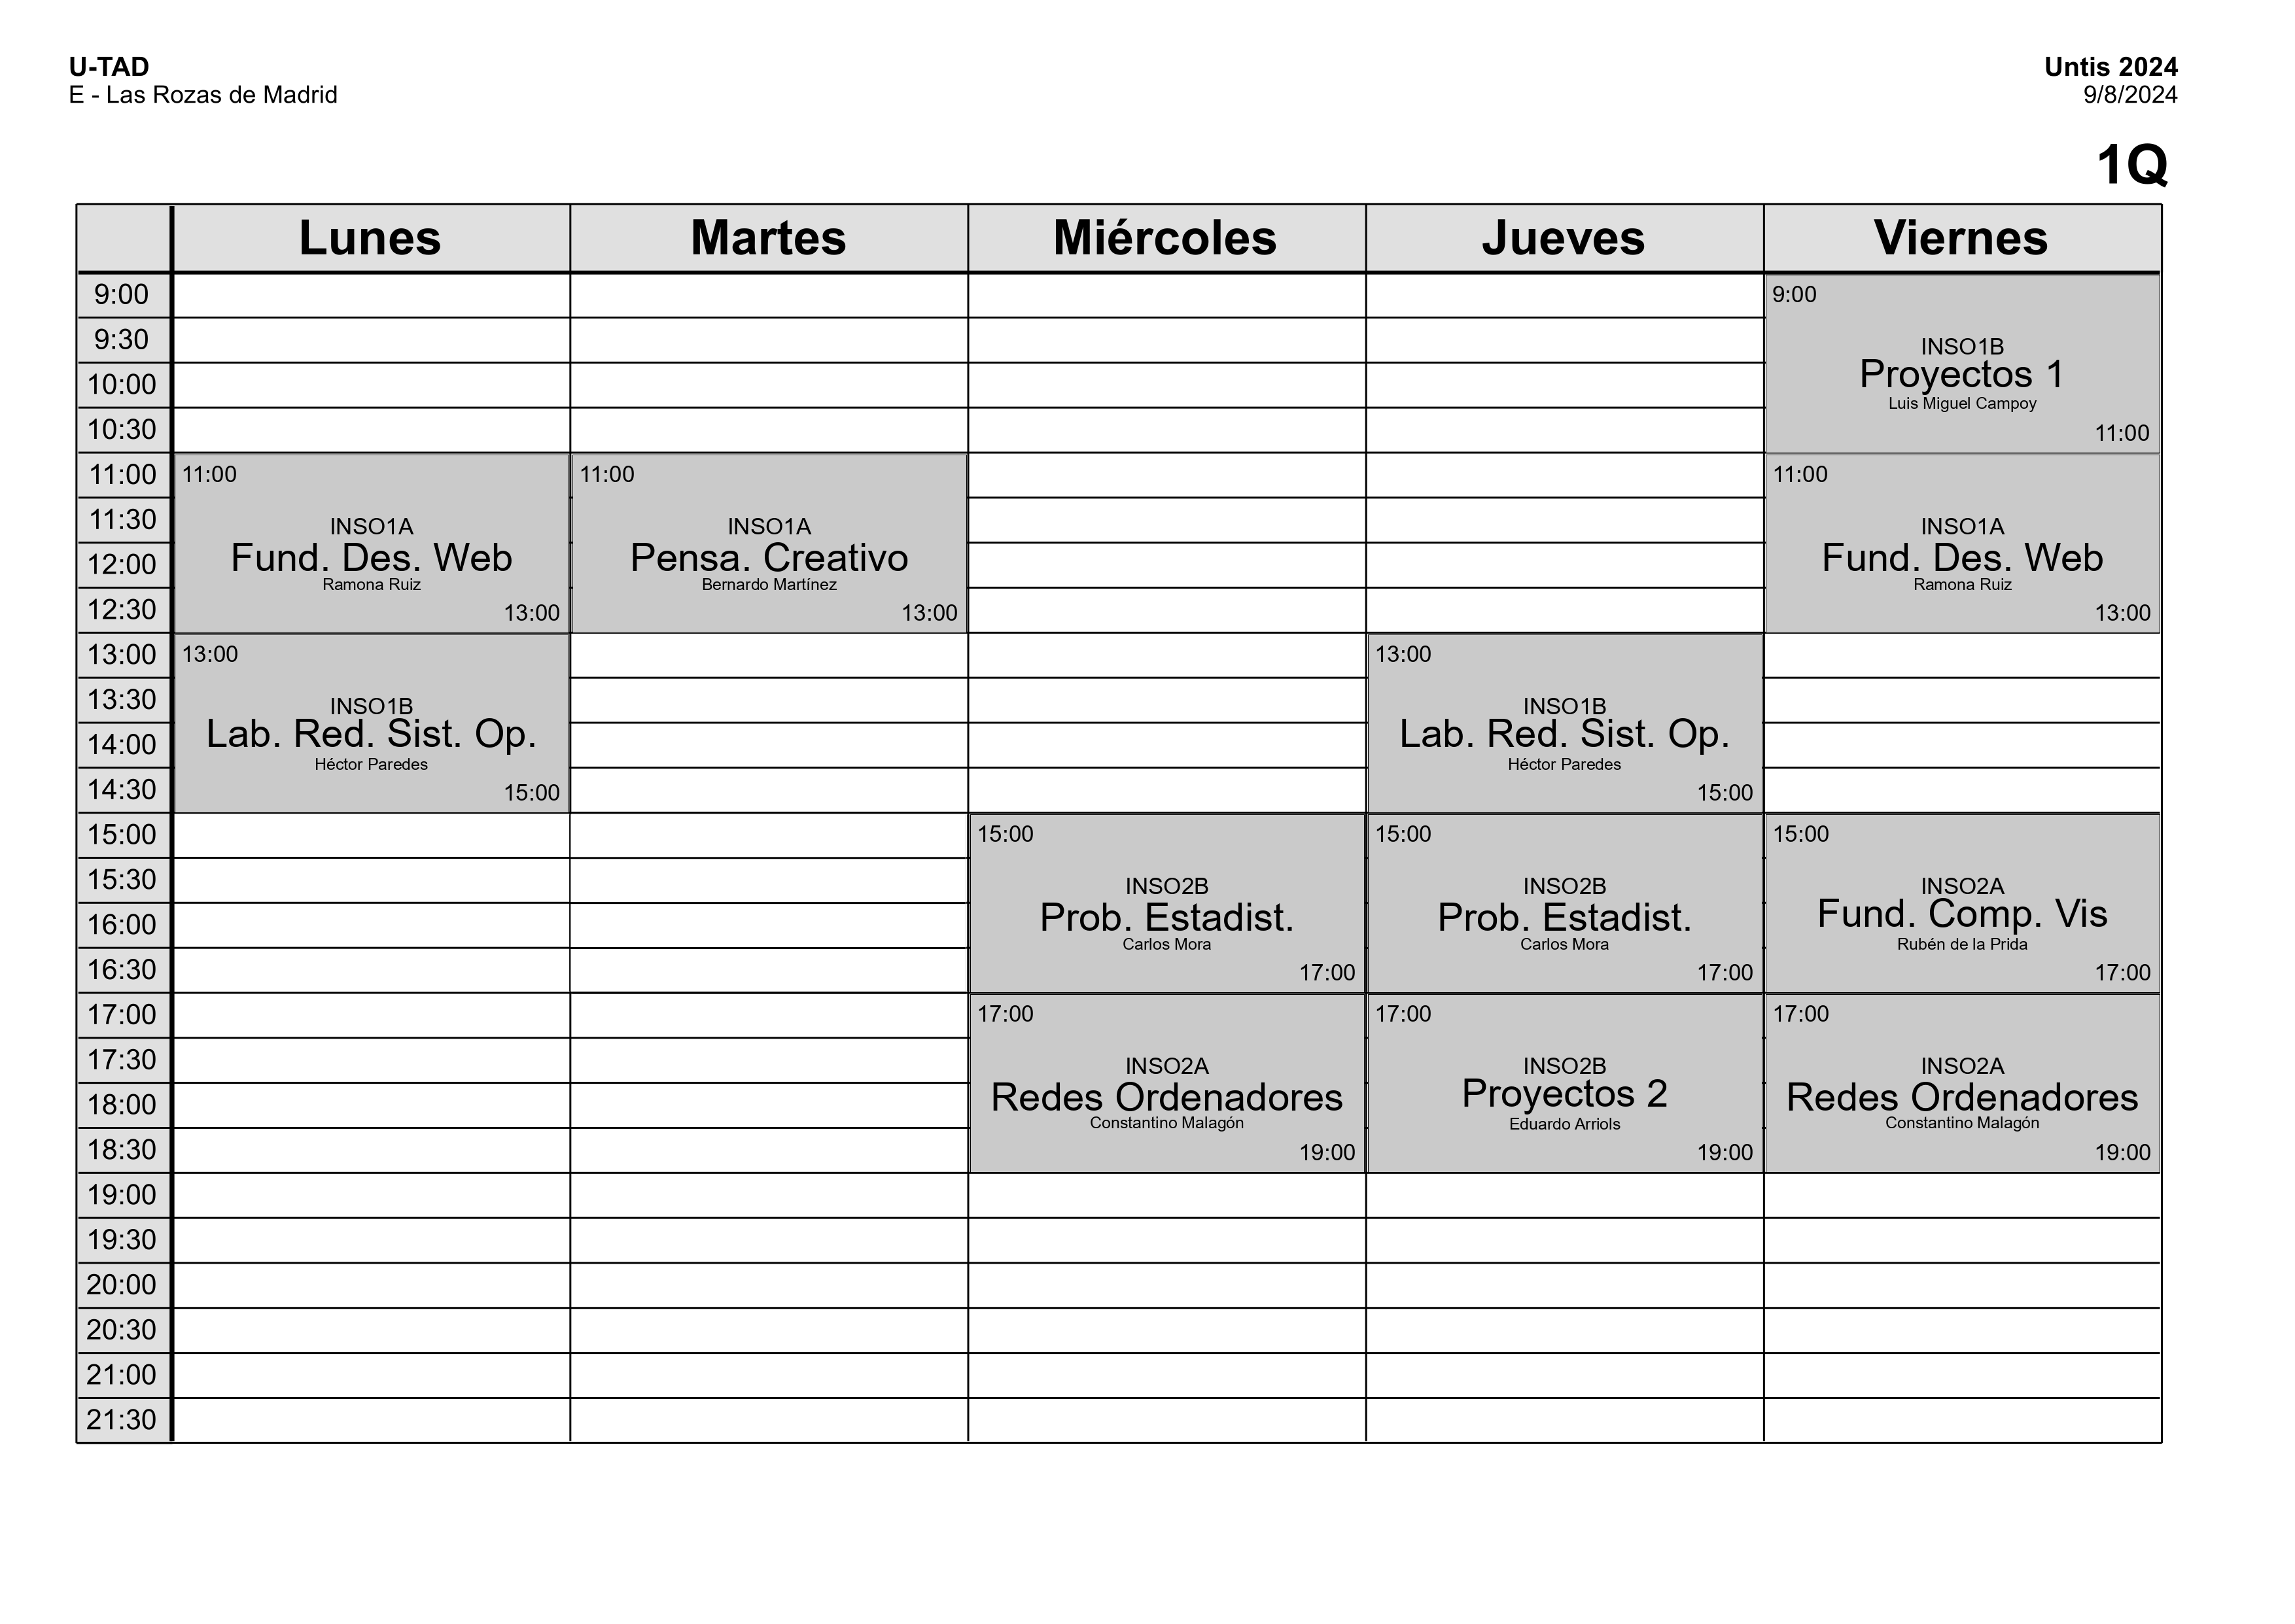 U-TAD
E - Las Rozas de Madrid
Untis 2024
9/8/2024
1Q
Lunes Martes Miércoles Jueves Viernes
9:00
9:30
10:00
10:30
11:00
11:30
12:00
12:30
13:00
13:30
14:00
14:30
15:00
15:30
16:00
16:30
17:00
17:30
18:00
18:30
19:00
19:30
20:00
20:30
21:00
21:30
11:00
INSO1A
Fund. Des. Web
Ramona Ruiz
13:00
13:00
INSO1B
Lab. Red. Sist. Op.
Héctor Paredes
15:00
11:00
INSO1A
Pensa. Creativo
Bernardo Martínez
13:00
15:00
INSO2B
Prob. Estadist.
Carlos Mora
17:00
17:00
INSO2A
Redes Ordenadores
Constantino Malagón
19:00
13:00
INSO1B
Lab. Red. Sist. Op.
Héctor Paredes
15:00
15:00
INSO2B
Prob. Estadist.
Carlos Mora
17:00
17:00
INSO2B
Proyectos 2
Eduardo Arriols
19:00
9:00
INSO1B
Proyectos 1
Luis Miguel Campoy
11:00
11:00
INSO1A
Fund. Des. Web
Ramona Ruiz
13:00
15:00
INSO2A
Fund. Comp. Vis
Rubén de la Prida
17:00
17:00
INSO2A
Redes Ordenadores
Constantino Malagón
19:00